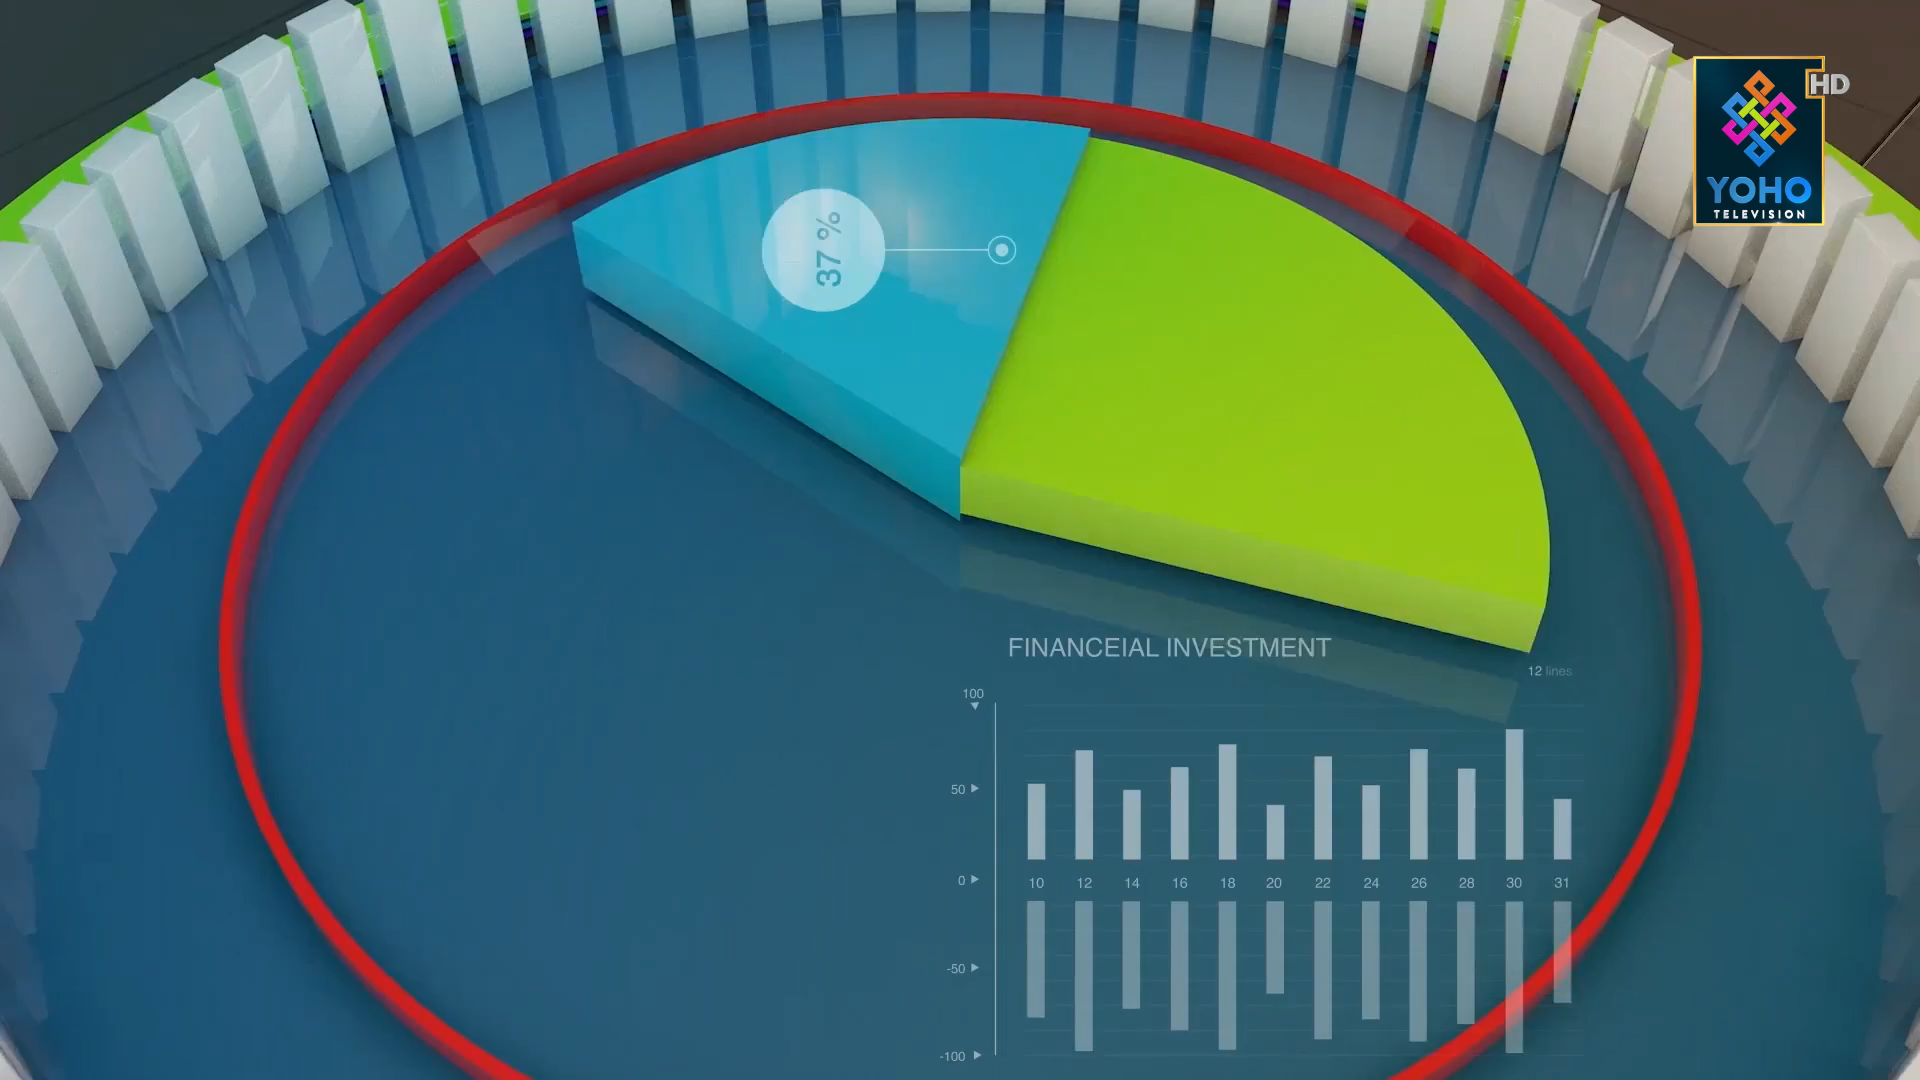 HD
YOHO
TELEVISION
37 %
FINANCEIAL INVESTMENT
12 lines
100
50
0
10 12 14 16 18 20 22 24 26 28 30 31
-50
-100